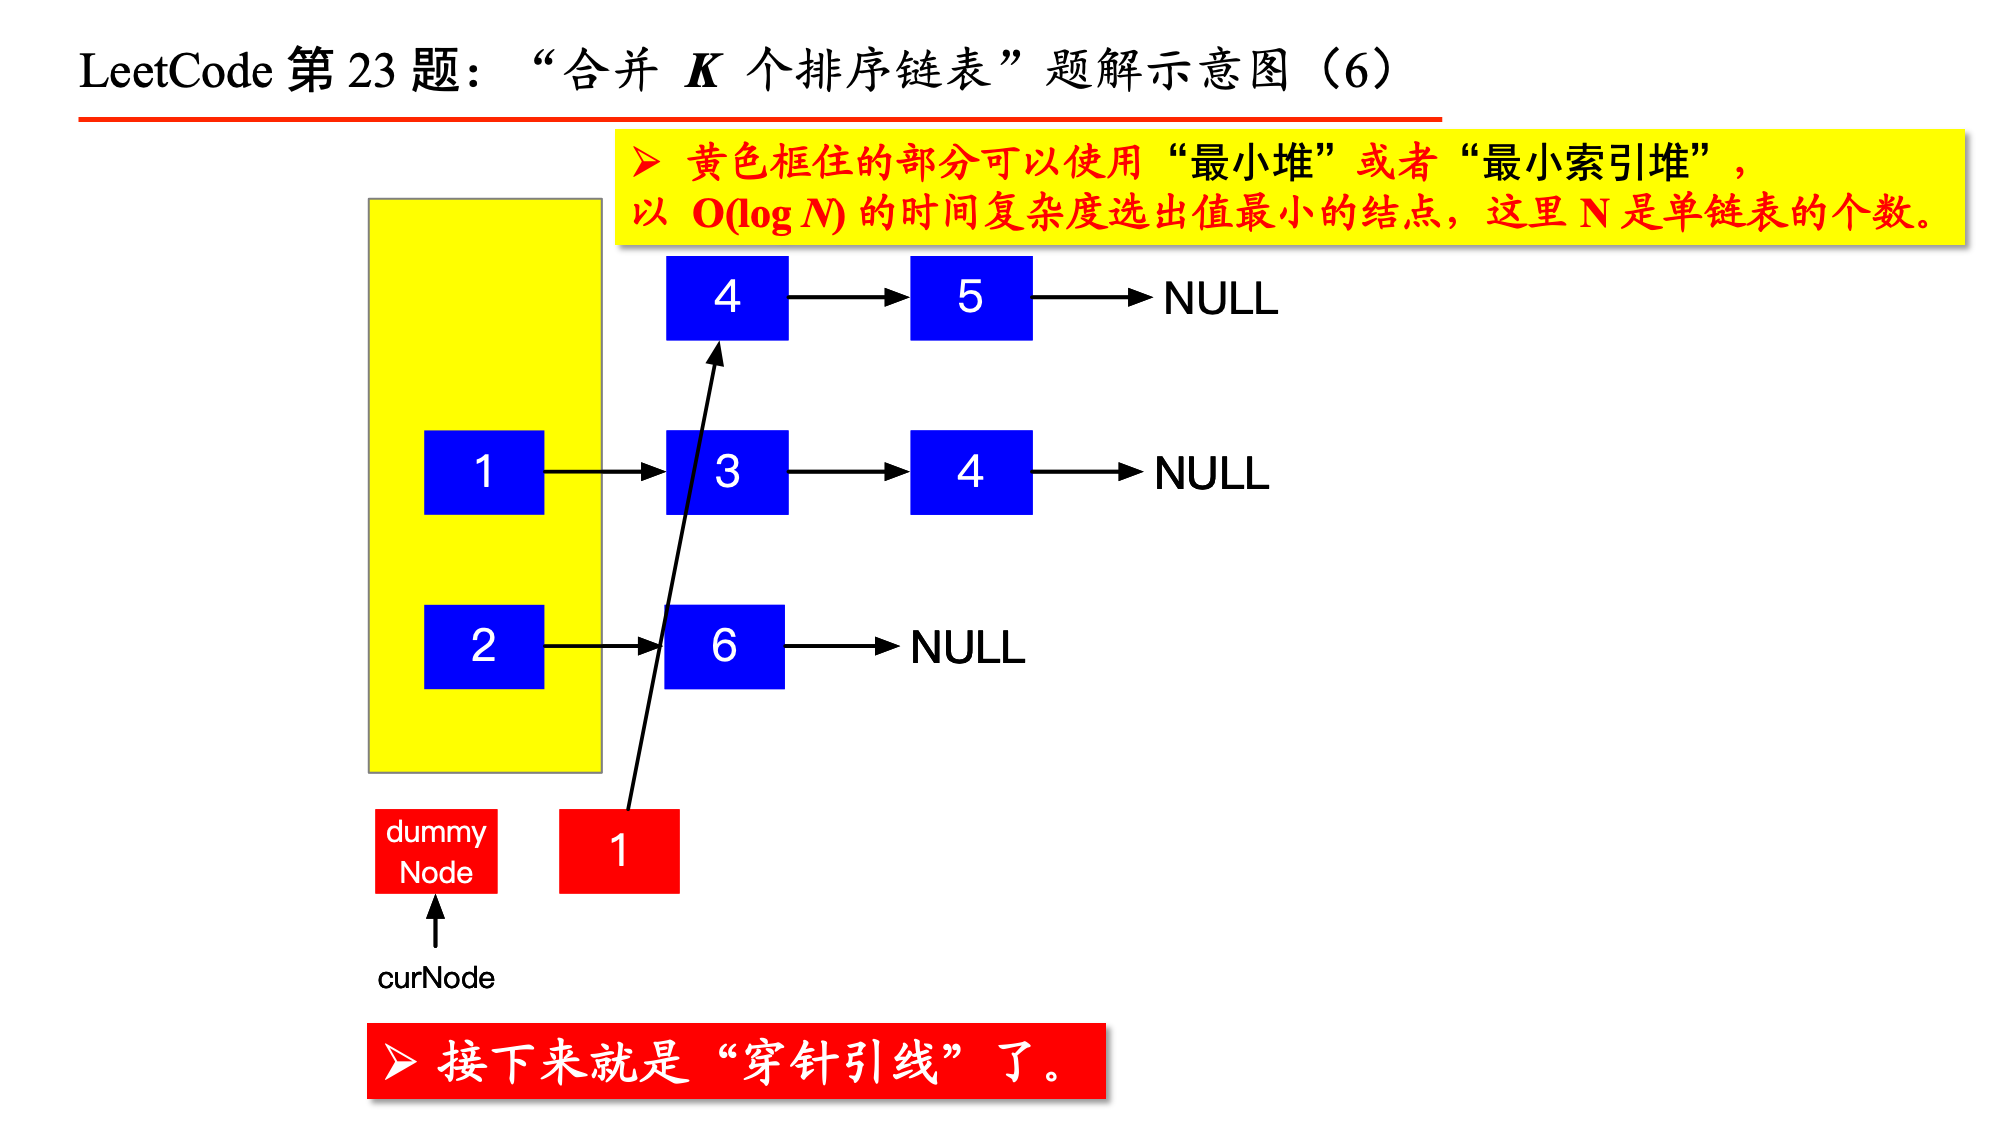 LeetCode 第 23 题：“合并 K 个排序链表”题解示意图（6）
➢ 黄色框住的部分可以使用“最小堆”或者“最小索引堆”，
以 O(log N) 的时间复杂度选出值最小的结点，这里 N 是单链表的个数。
4 5 NULL
1 3 4 NULL
2 6 NULL
dummy
Node
1
curNode
➢ 接下来就是“穿针引线”了。